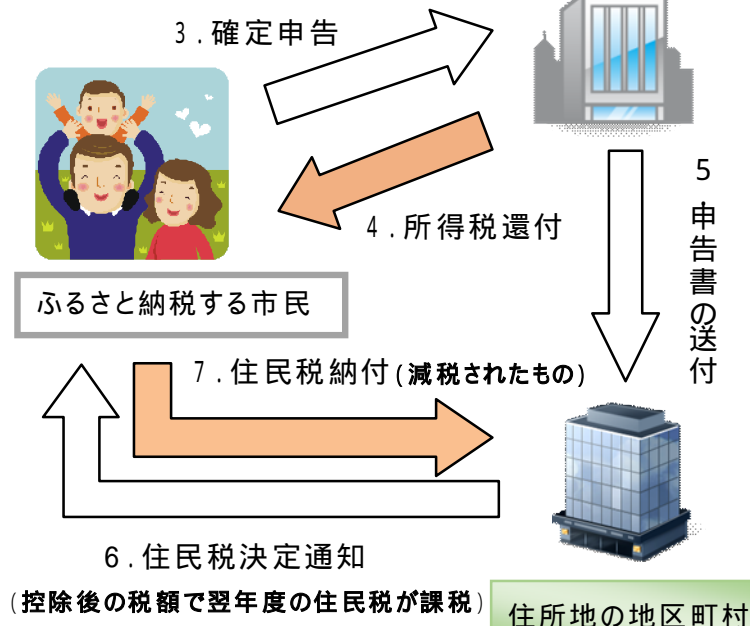 3.確定申告
4.所得税還付
5
申告書の送付
ふるさと納税する市民
7.住民税納付(減税されたもの)
6.住民税決定通知
(控除後の税額で翌年度の住民税が課税)
住所地の地区町村